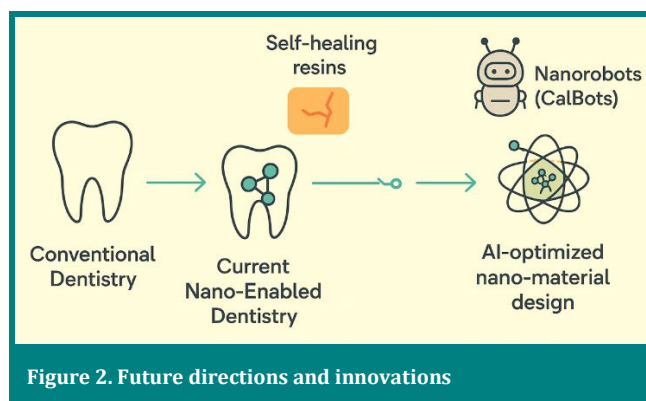 Self-healing
resins
Nanorobots
(CalBots)
Conventional
Dentistry
Current
Nano-Enabled
Dentistry
AI-optimized
nano-material
design
Figure 2. Future directions and innovations